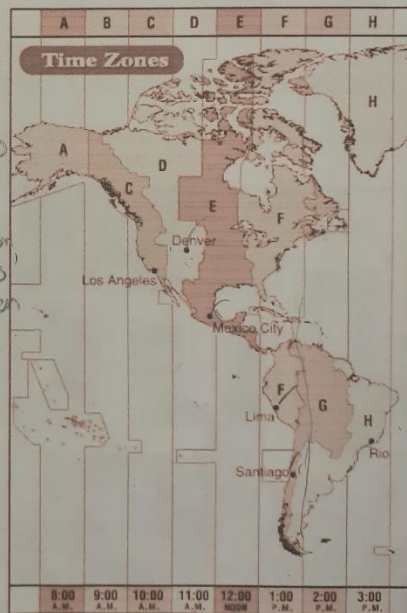 A B C D E F G H
Time Zones
H
A
D
C
E
F
Denver
Los Angeles
Mexico City
F
G
Lima
H
Rio
Santiago
8:00 9:00 10:00 11:00 12:00 1:00 2:00 3:00
A.M. A.M. A.M. A.M. NOON P.M. P.M. P.M.